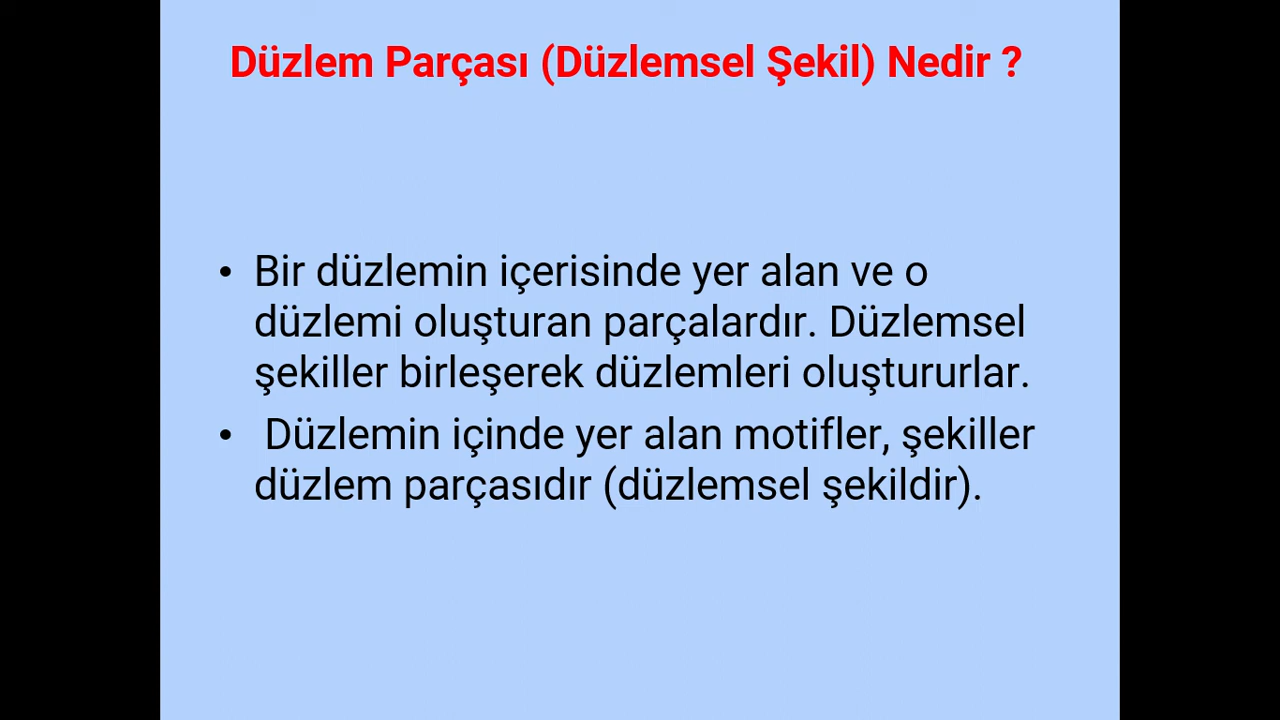 Düzlem Parçası (Düzlemsel Şekil) Nedir ?
• Bir düzlemin içerisinde yer alan ve o
düzlemi oluşturan parçalardır. Düzlemsel
şekiller birleşerek düzlemleri oluştururlar.
• Düzlemin içinde yer alan motifler, şekiller
düzlem parçasıdır (düzlemsel şekildir).